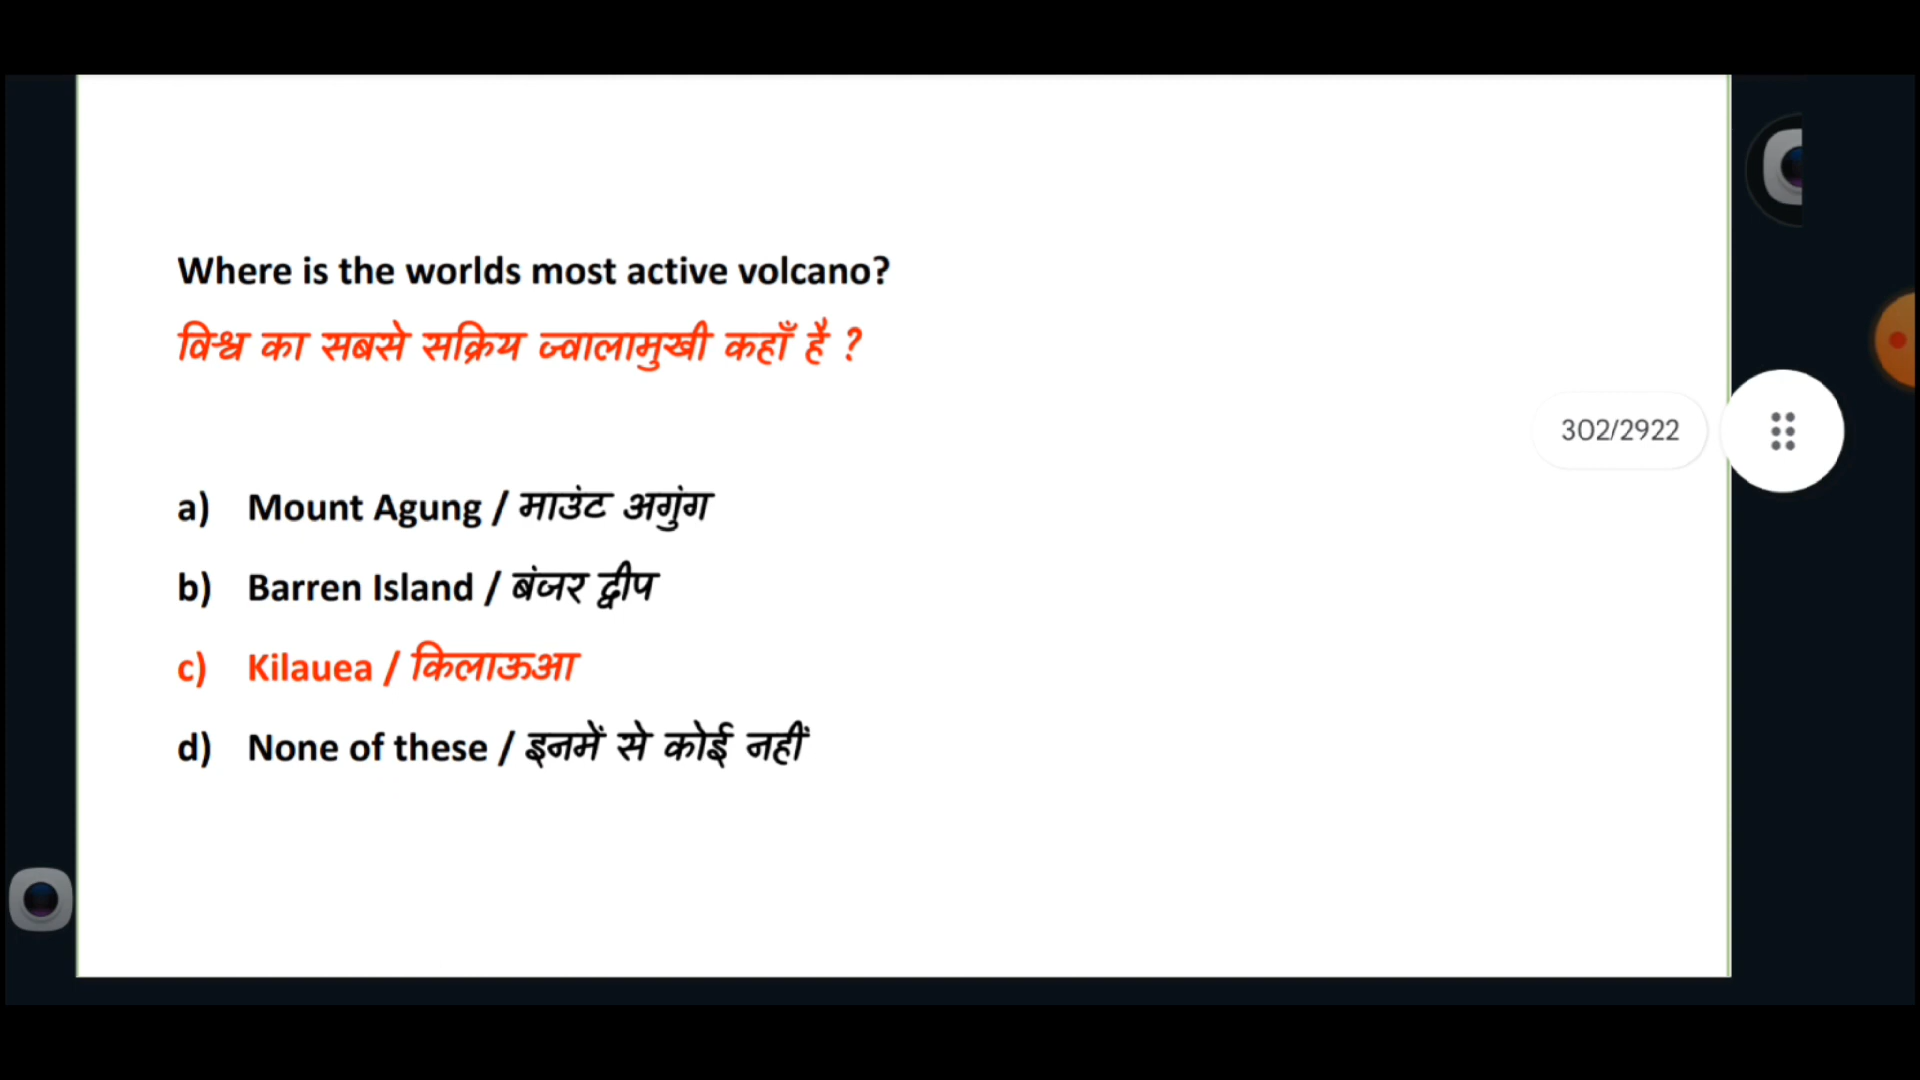 Where is the worlds most active volcano?
विश्व का सबसे सक्रिय ज्वालामुखी कहाँ है ?
302/2922
a) Mount Agung / माउंट अगुंग
b) Barren Island / बंजर द्वीप
c) Kilauea / किलाऊआ
d) None of these / इनमें से कोई नहीं